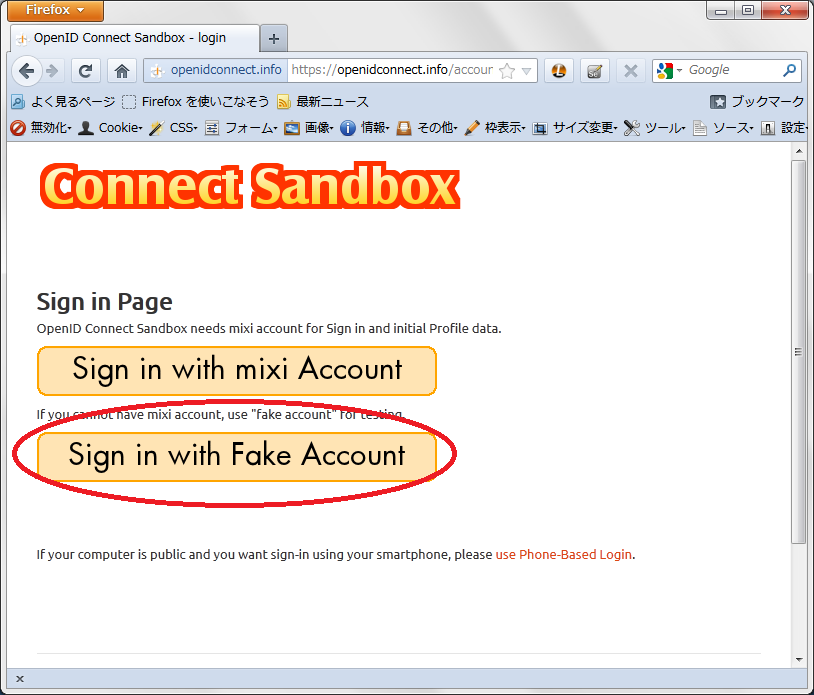 Firefox
OpenID Connect Sandbox - login
openidconnect.info https://openidconnect.info/accour Google
よく見るページ Firefox を使いこなそう 最新ニュース ブックマーク
無効化 Cookie CSS フォーム 画像 情報 その他 枠表示 サイズ変更 ツール ソース 設定
Connect Sandbox
Sign in Page
OpenID Connect Sandbox needs mixi account for Sign in and initial Profile data.
Sign in with mixi Account
If you cannot have mixi account, use "fake account" for testing.
Sign in with Fake Account
If your computer is public and you want sign-in using your smartphone, please use Phone-Based Login.